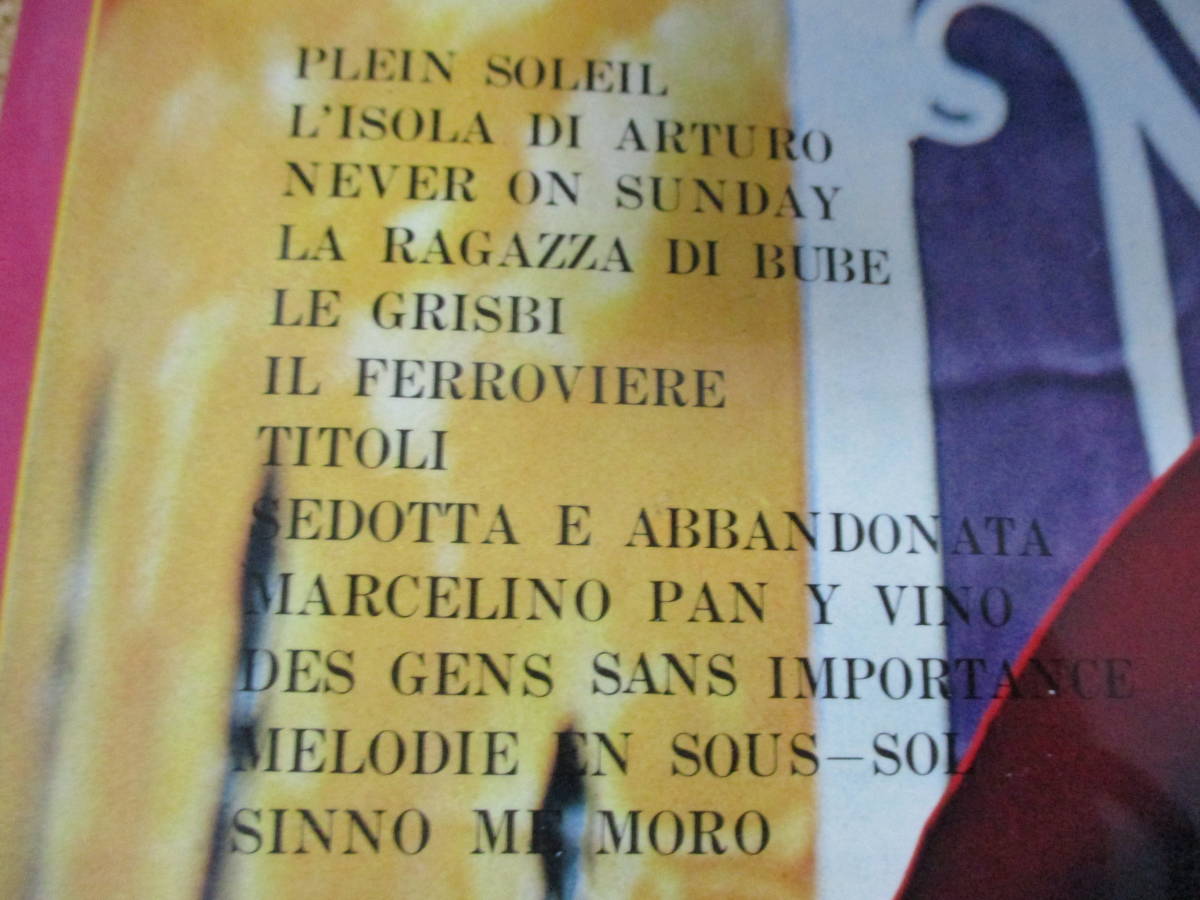 PLEIN SOLEIL
L'ISOLA DI ARTURO
NEVER ON SUNDAY
LA RAGAZZA DI BUBE
LE GRISBI
IL FERROVIERE
TITOLI
SEDOTTA E ABBANDONATA
MARCELINO PAN Y VINO
DES GENS SANS IMPORTANCE
MELODIE EN SOUS-SOL
SINNO ME MORO